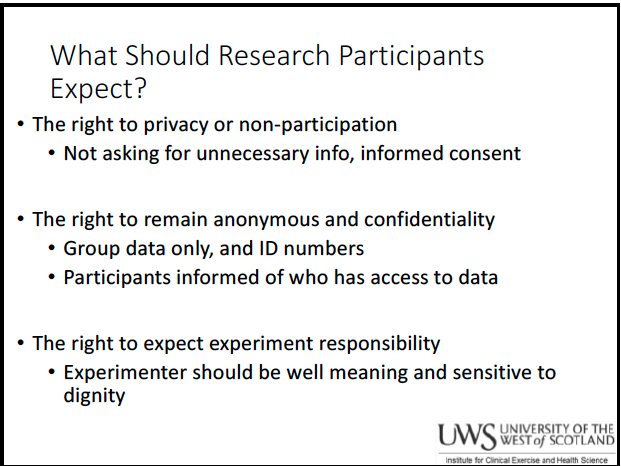 What Should Research Participants
Expect?
• The right to privacy or non-participation
• Not asking for unnecessary info, informed consent
• The right to remain anonymous and confidentiality
• Group data only, and ID numbers
• Participants informed of who has access to data
• The right to expect experiment responsibility
• Experimenter should be well meaning and sensitive to
dignity
UWS UNIVERSITY OF THE
WEST of SCOTLAND
Institute for Clinical Exercise and Health Science